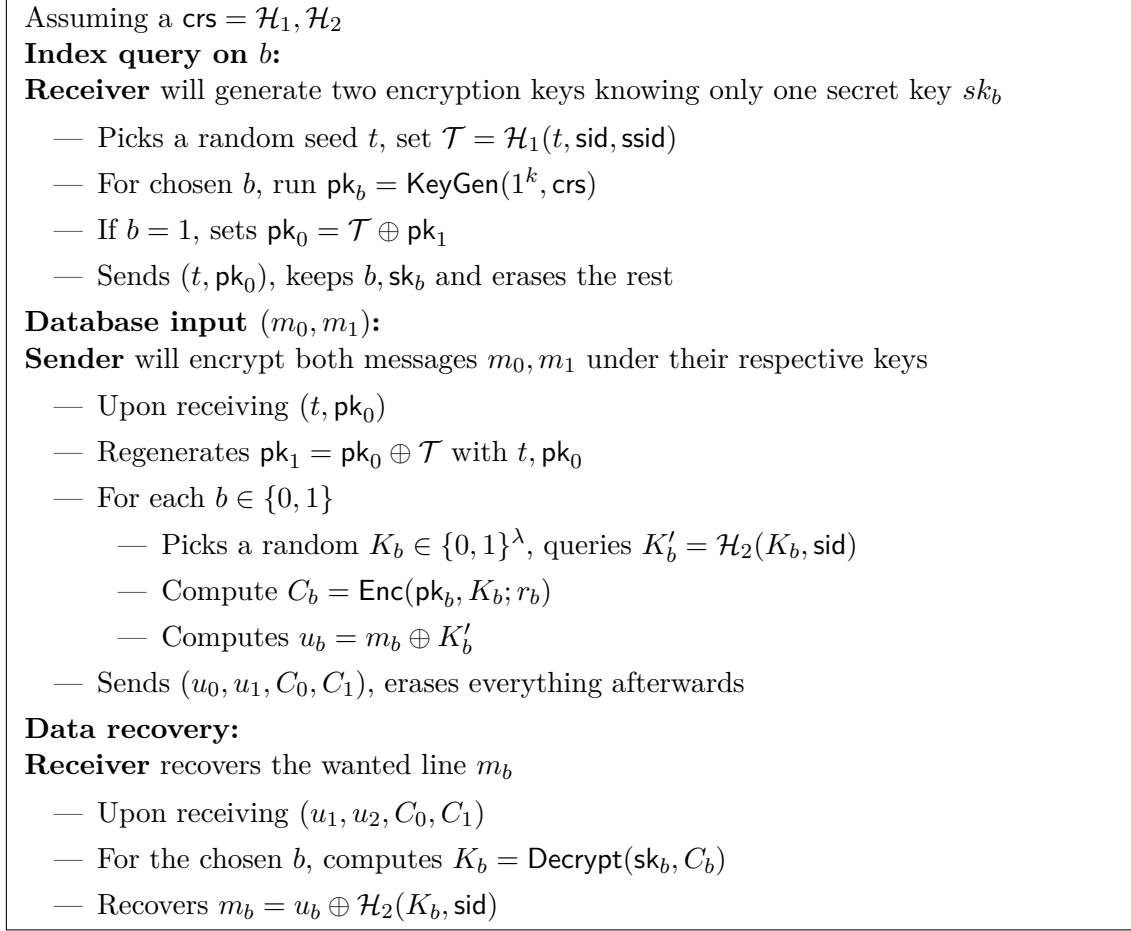 Assuming a crs = ℋ₁, ℋ₂
Index query on b:
Receiver will generate two encryption keys knowing only one secret key sk_b
— Picks a random seed t, set 𝒯 = ℋ₁(t, sid, ssid)
— For chosen b, run pk_b = KeyGen(1^k, crs)
— If b = 1, sets pk₀ = 𝒯 ⊕ pk₁
— Sends (t, pk₀), keeps b, sk_b and erases the rest
Database input (m₀, m₁):
Sender will encrypt both messages m₀, m₁ under their respective keys
— Upon receiving (t, pk₀)
— Regenerates pk₁ = pk₀ ⊕ 𝒯 with t, pk₀
— For each b ∈ {0, 1}
— Picks a random K_b ∈ {0, 1}^λ, queries K′_b = ℋ₂(K_b, sid)
— Compute C_b = Enc(pk_b, K_b; r_b)
— Computes u_b = m_b ⊕ K′_b
— Sends (u₀, u₁, C₀, C₁), erases everything afterwards
Data recovery:
Receiver recovers the wanted line m_b
— Upon receiving (u₁, u₂, C₀, C₁)
— For the chosen b, computes K_b = Decrypt(sk_b, C_b)
— Recovers m_b = u_b ⊕ ℋ₂(K_b, sid)